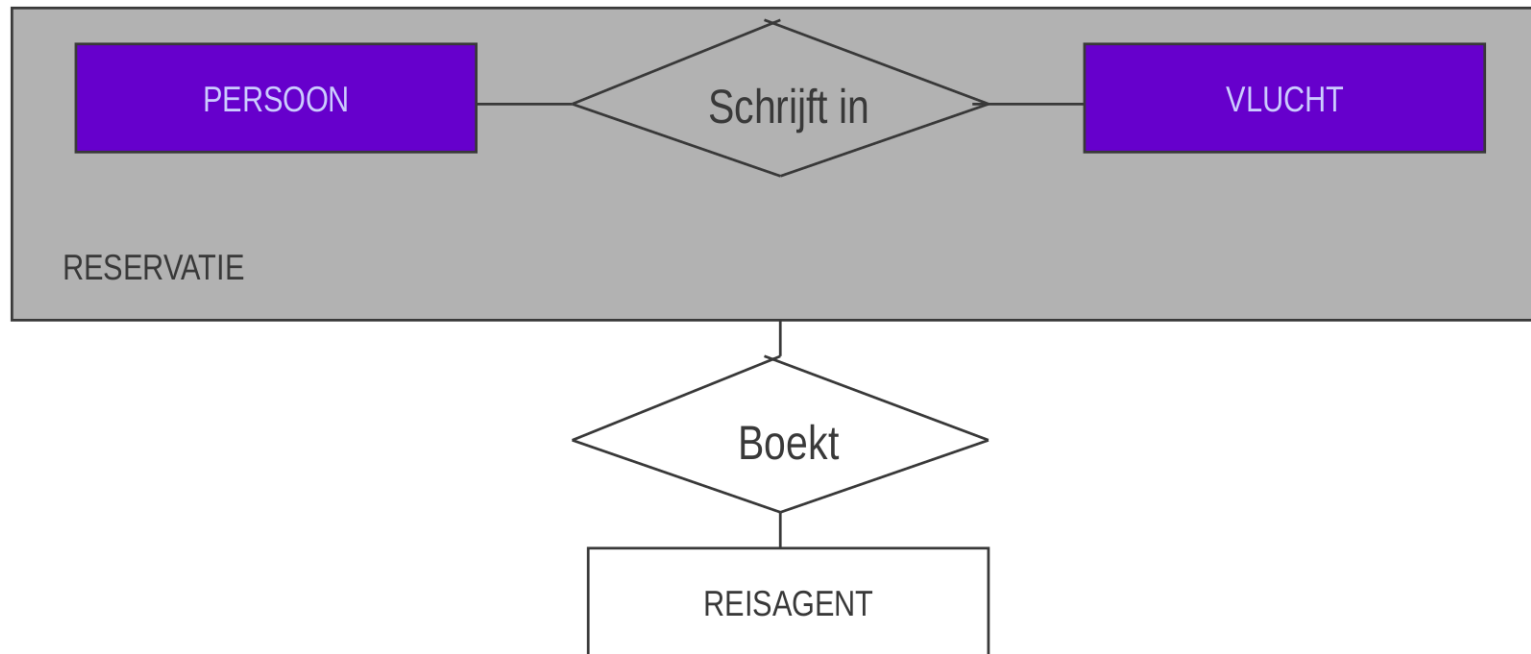 PERSOON
Schrijft in
VLUCHT
RESERVATIE
Boekt
REISAGENT